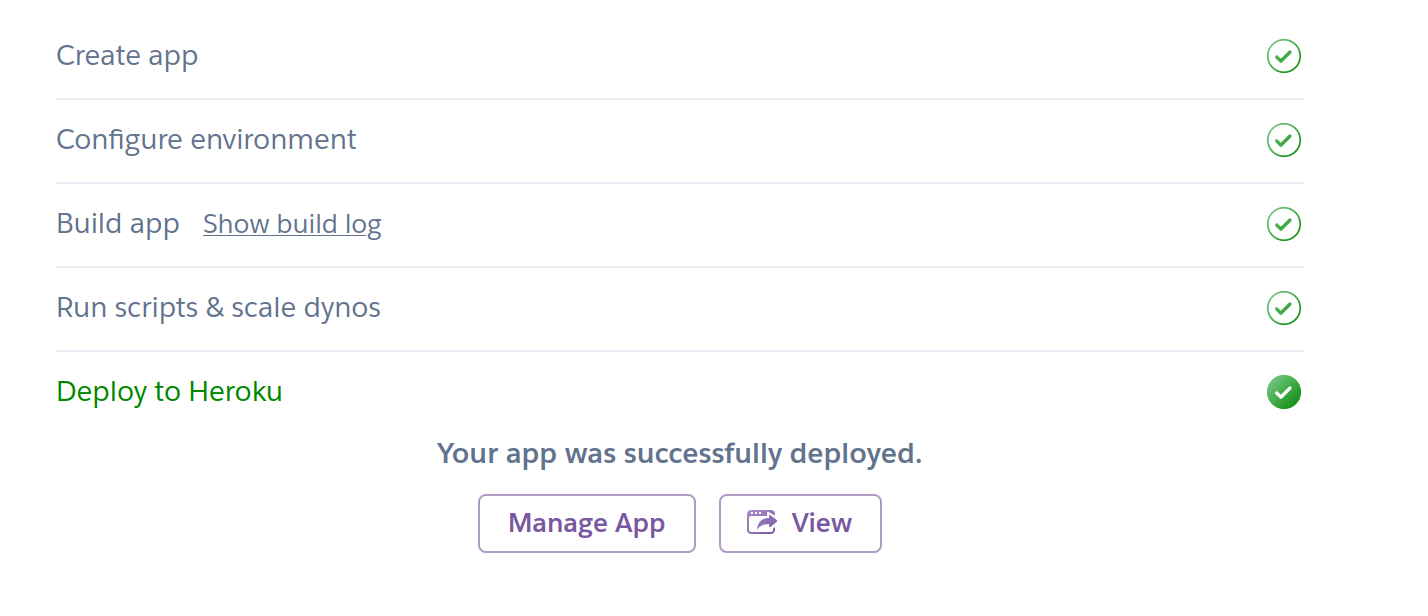 Create app
Configure environment
Build app Show build log
Run scripts & scale dynos
Deploy to Heroku
Your app was successfully deployed.
Manage App View